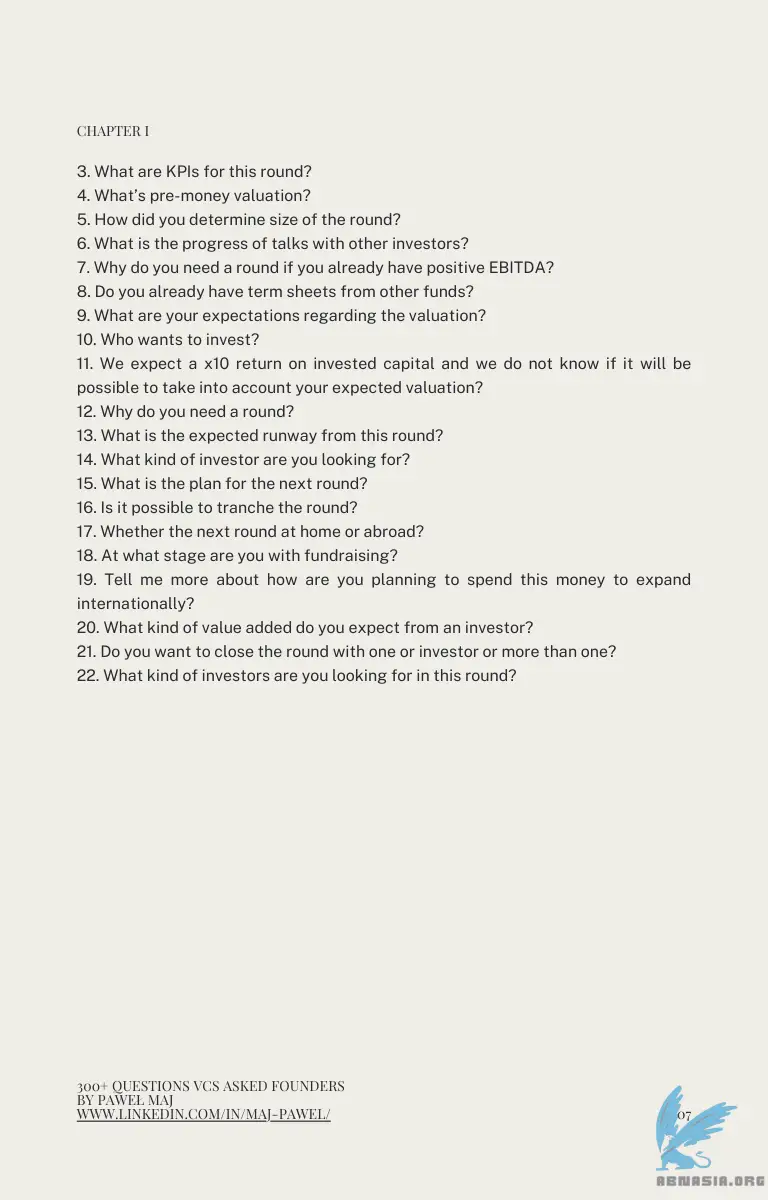 CHAPTER I
3. What are KPIs for this round?
4. What’s pre-money valuation?
5. How did you determine size of the round?
6. What is the progress of talks with other investors?
7. Why do you need a round if you already have positive EBITDA?
8. Do you already have term sheets from other funds?
9. What are your expectations regarding the valuation?
10. Who wants to invest?
11. We expect a x10 return on invested capital and we do not know if it will be
possible to take into account your expected valuation?
12. Why do you need a round?
13. What is the expected runway from this round?
14. What kind of investor are you looking for?
15. What is the plan for the next round?
16. Is it possible to tranche the round?
17. Whether the next round at home or abroad?
18. At what stage are you with fundraising?
19. Tell me more about how are you planning to spend this money to expand
internationally?
20. What kind of value added do you expect from an investor?
21. Do you want to close the round with one or investor or more than one?
22. What kind of investors are you looking for in this round?
300+ QUESTIONS VCS ASKED FOUNDERS
BY PAWEŁ MAJ
WWW.LINKEDIN.COM/IN/MAJ-PAWEL/
07
ABNASIA.ORG